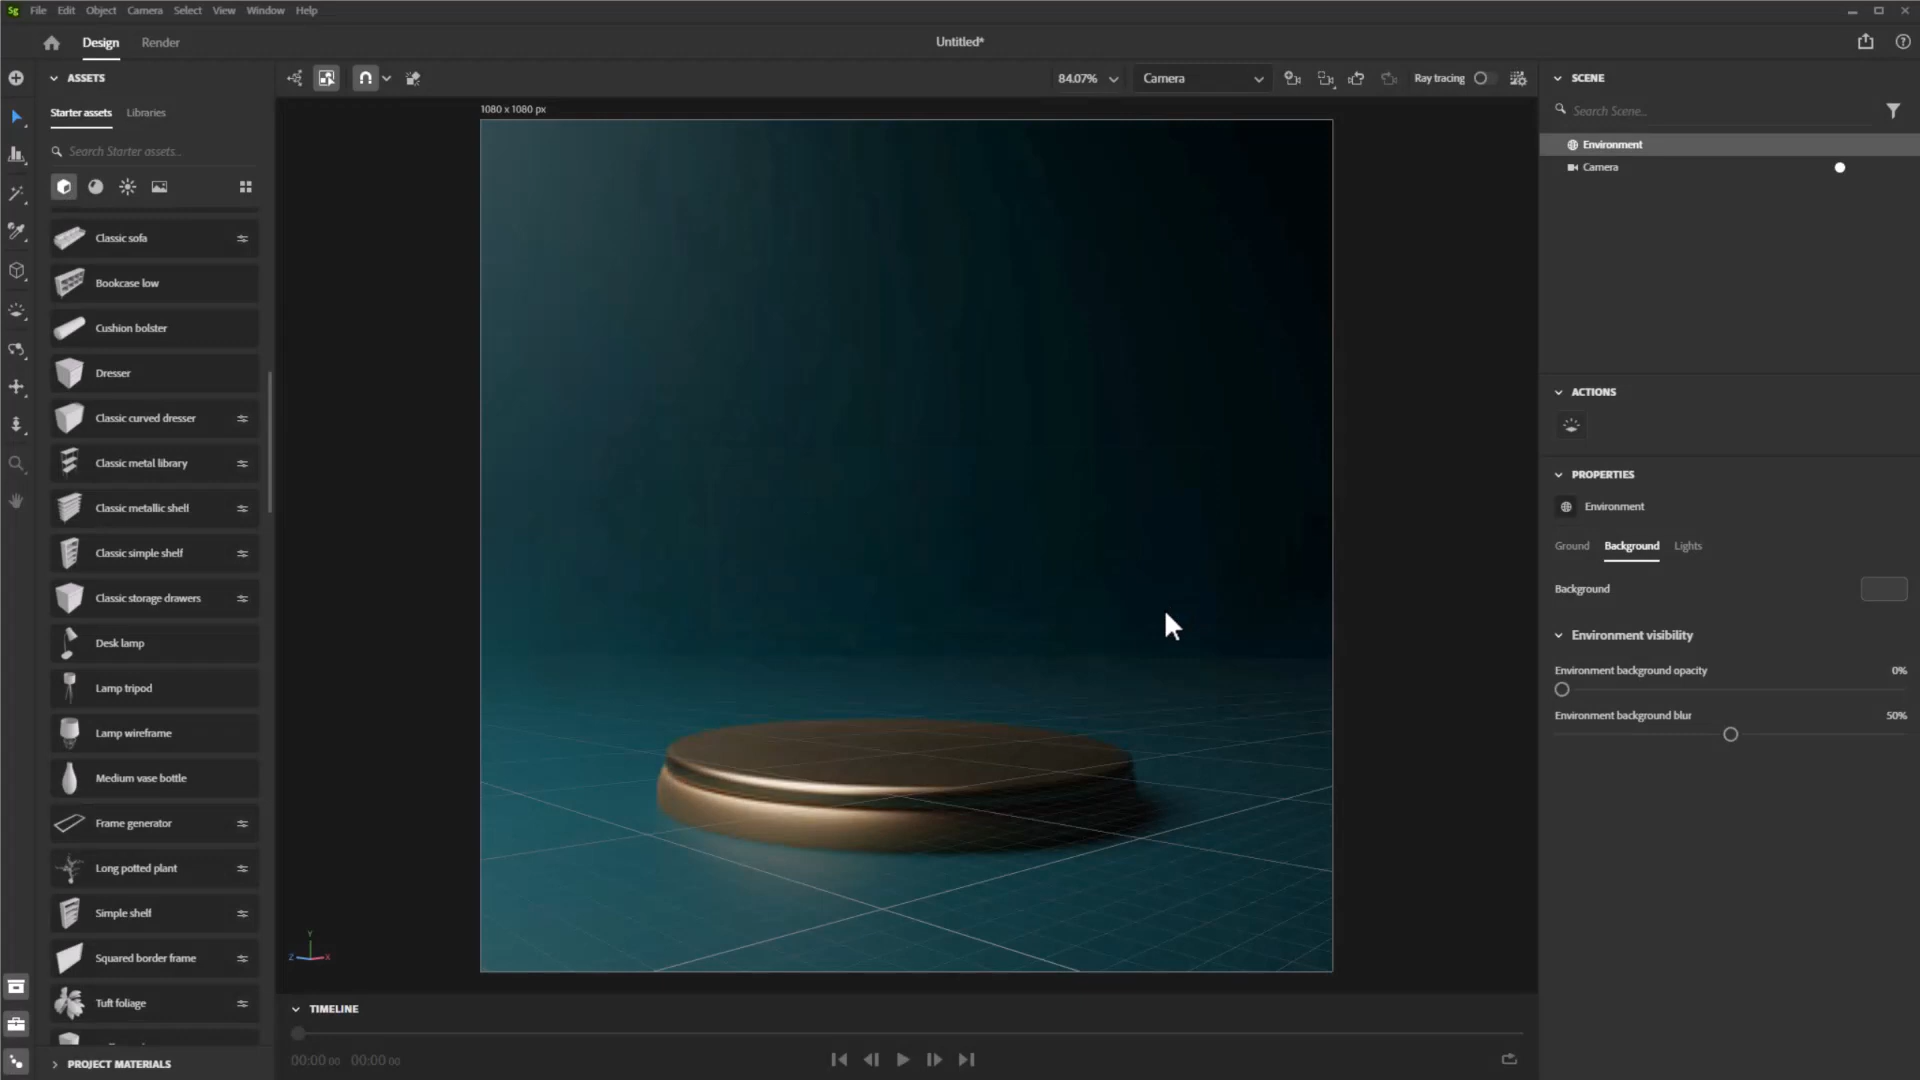 Sg File Edit Object Camera Select View Window Help
Design Render Untitled*
ASSETS
84.07% Camera Ray tracing
SCENE
Starter assets Libraries
1080 x 1080 px
Search Scene...
Search Starter assets...
Environment
Camera
Classic sofa
Bookcase low
Cushion bolster
Dresser
Classic curved dresser
Classic metal library
Classic metallic shelf
Classic simple shelf
Classic storage drawers
Desk lamp
Lamp tripod
Lamp wireframe
Medium vase bottle
Frame generator
Long potted plant
Simple shelf
Squared border frame
Tuft foliage
PROJECT MATERIALS
Y
Z X
TIMELINE
00:00 00 00:00 00
ACTIONS
PROPERTIES
Environment
Ground Background Lights
Background
Environment visibility
Environment background opacity 0%
Environment background blur 50%